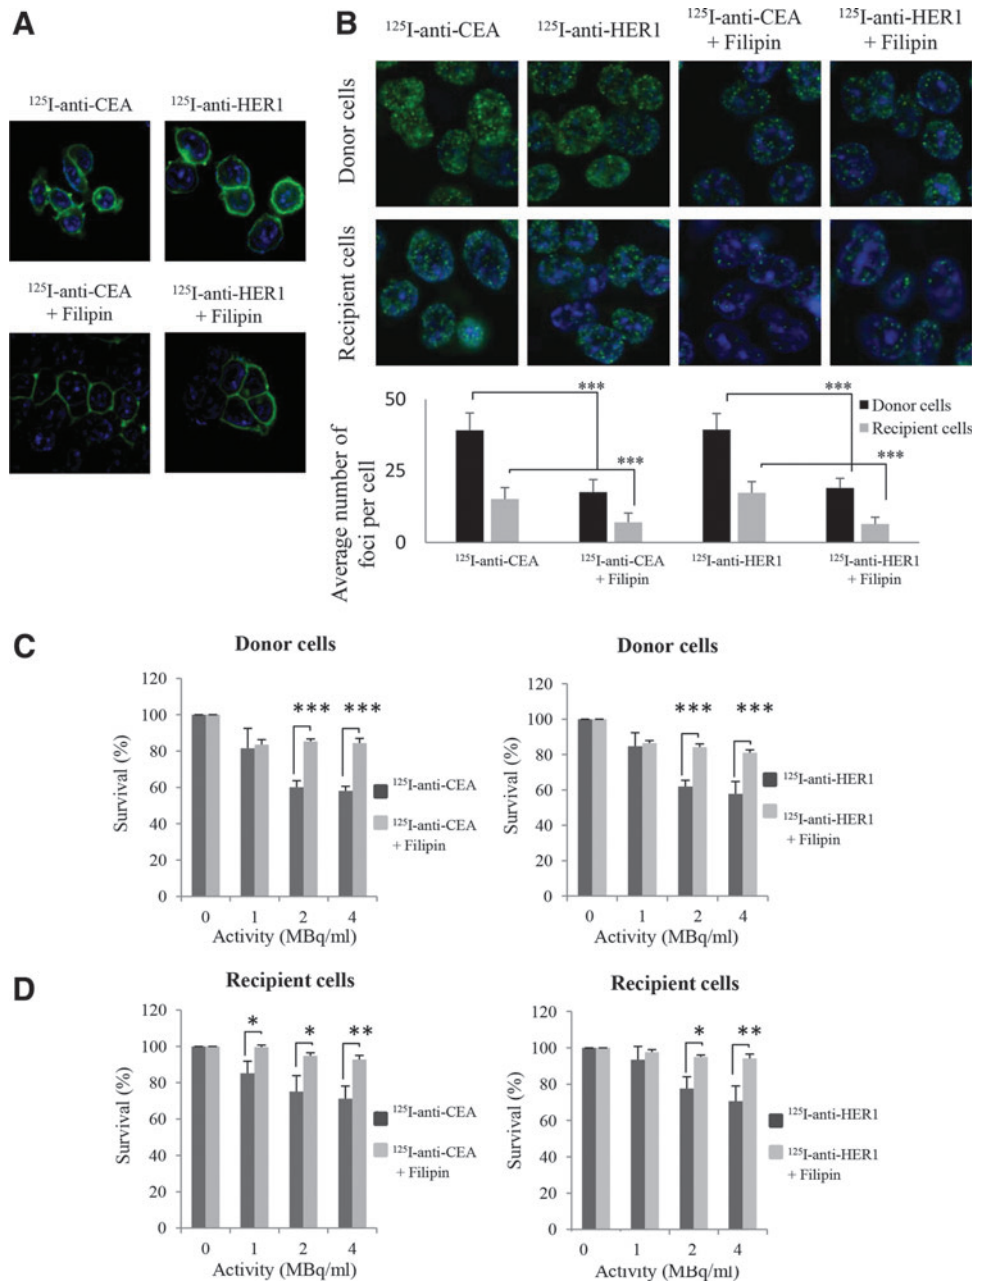 A
¹²⁵I-anti-CEA
¹²⁵I-anti-HER1
¹²⁵I-anti-CEA
+ Filipin
¹²⁵I-anti-HER1
+ Filipin
B
¹²⁵I-anti-CEA
¹²⁵I-anti-HER1
¹²⁵I-anti-CEA
+ Filipin
¹²⁵I-anti-HER1
+ Filipin
Donor cells
Recipient cells
Average number of
foci per cell
50
25
0
***
***
***
***
Donor cells
Recipient cells
¹²⁵I-anti-CEA
¹²⁵I-anti-CEA
+ Filipin
¹²⁵I-anti-HER1
¹²⁵I-anti-HER1
+ Filipin
C
Donor cells
Survival (%)
120
100
80
60
40
20
0
*** ***
0 1 2 4
Activity (MBq/ml)
¹²⁵I-anti-CEA
¹²⁵I-anti-CEA
+ Filipin
Donor cells
Survival (%)
120
100
80
60
40
20
0
*** ***
0 1 2 4
Activity (MBq/ml)
¹²⁵I-anti-HER1
¹²⁵I-anti-HER1
+ Filipin
D
Recipient cells
Survival (%)
120
100
80
60
40
20
0
* * **
0 1 2 4
Activity (MBq/ml)
¹²⁵I-anti-CEA
¹²⁵I-anti-CEA
+ Filipin
Recipient cells
Survival (%)
120
100
80
60
40
20
0
* **
0 1 2 4
Activity (MBq/ml)
¹²⁵I-anti-HER1
¹²⁵I-anti-HER1
+ Filipin